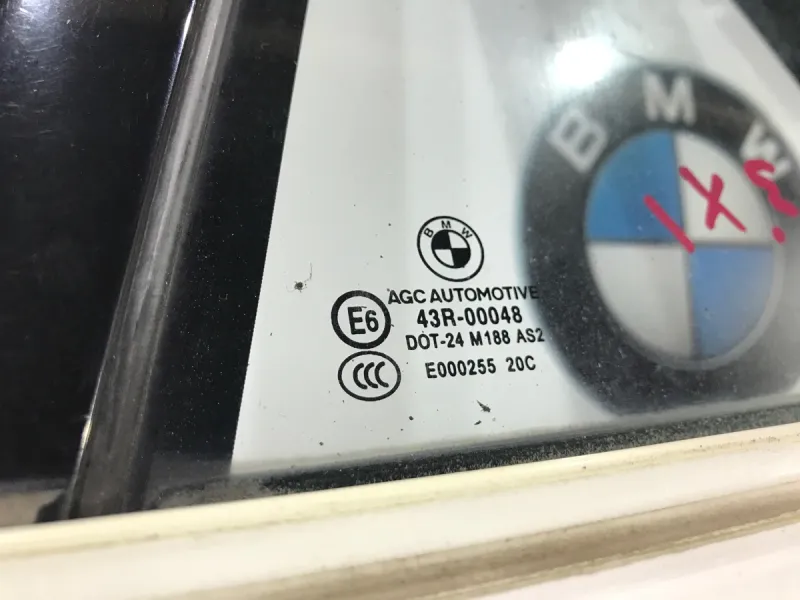 BMW
1X?
BMW
AGC AUTOMOTIVE
E6
43R-00048
DOT-24 M188 AS2
CCC
E000255 20C